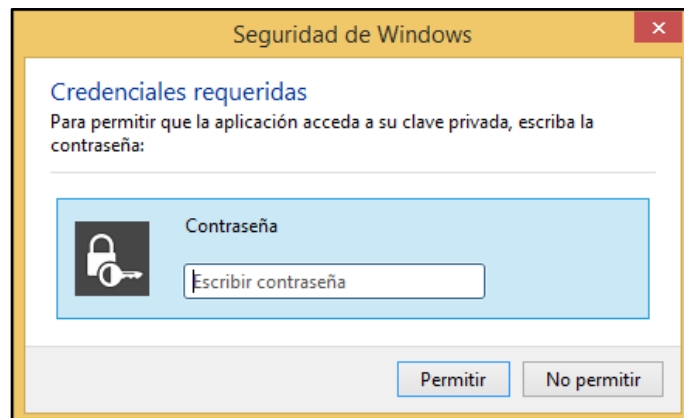 Seguridad de Windows
Credenciales requeridas
Para permitir que la aplicación acceda a su clave privada, escriba la
contraseña:
Contraseña
Escribir contraseña
Permitir
No permitir